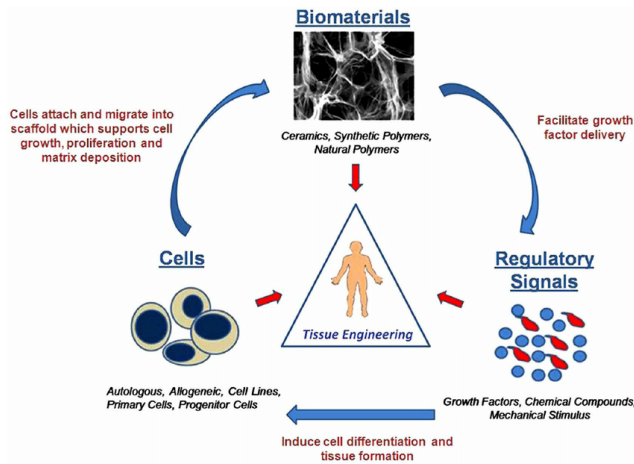 Biomaterials
Cells attach and migrate into
scaffold which supports cell
growth, proliferation and
matrix deposition
Facilitate growth
factor delivery
Ceramics, Synthetic Polymers,
Natural Polymers
Cells
Regulatory
Signals
Tissue Engineering
Autologous, Allogeneic, Cell Lines,
Primary Cells, Progenitor Cells
Growth Factors, Chemical Compounds,
Mechanical Stimulus
Induce cell differentiation and
tissue formation